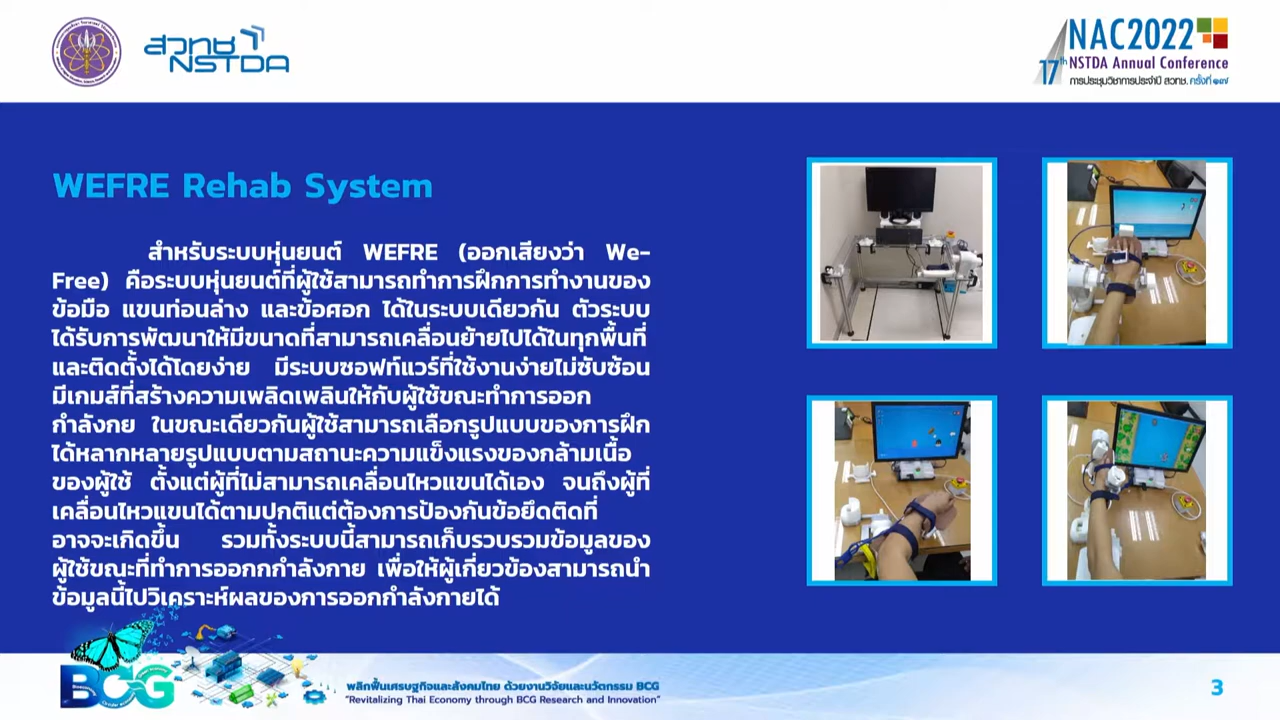 สวทช
NSTDA
NAC2022
17th NSTDA Annual Conference
การประชุมวิชาการประจำปี สวทช. ครั้งที่ ๑๗
WEFRE Rehab System
สำหรับระบบหุ่นยนต์ WEFRE (ออกเสียงว่า We-
Free) คือระบบหุ่นยนต์ที่ผู้ใช้สามารถทำการฝึกการทำงานของ
ข้อมือ แขนท่อนล่าง และข้อศอก ได้ในระบบเดียวกัน ตัวระบบ
ได้รับการพัฒนาให้มีขนาดที่สามารถเคลื่อนย้ายไปได้ในทุกพื้นที่
และติดตั้งได้โดยง่าย มีระบบซอฟท์แวร์ที่ใช้งานง่ายไม่ซับซ้อน
มีเกมส์ที่สร้างความเพลิดเพลินให้กับผู้ใช้ขณะทำการออก
กำลังกย ในขณะเดียวกันผู้ใช้สามารถเลือกรูปแบบของการฝึก
ได้หลากหลายรูปแบบตามสถานะความแข็งแรงของกล้ามเนื้อ
ของผู้ใช้ ตั้งแต่ผู้ที่ไม่สามารถเคลื่อนไหวแขนได้เอง จนถึงผู้ที่
เคลื่อนไหวแขนได้ตามปกติแต่ต้องการป้องกันข้อยึดติดที่
อาจจะเกิดขึ้น รวมทั้งระบบนี้สามารถเก็บรวบรวมข้อมูลของ
ผู้ใช้ขณะที่ทำการออกกกำลังกาย เพื่อให้ผู้เกี่ยวข้องสามารถนำ
ข้อมูลนี้ไปวิเคราะห์ผลของการออกกำลังกายได้
BCG
พลิกฟื้นเศรษฐกิจและสังคมไทย ด้วยงานวิจัยและนวัตกรรม BCG
"Revitalizing Thai Economy through BCG Research and Innovation"
3